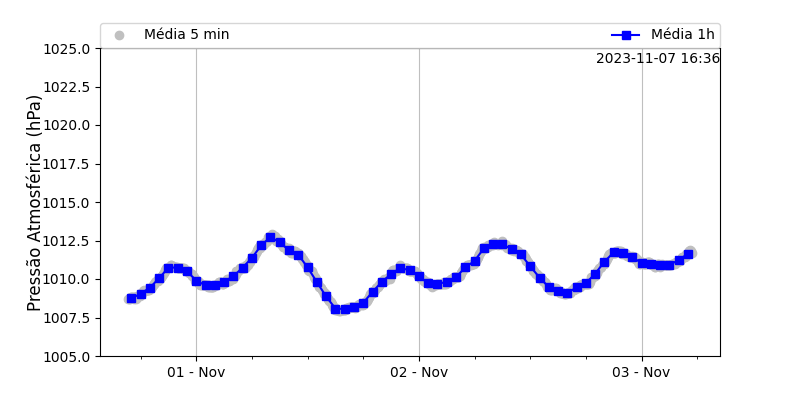 Média 5 min
Média 1h
2023-11-07 16:36
Pressão Atmosférica (hPa)
1025.0
1022.5
1020.0
1017.5
1015.0
1012.5
1010.0
1007.5
1005.0
01 - Nov
02 - Nov
03 - Nov